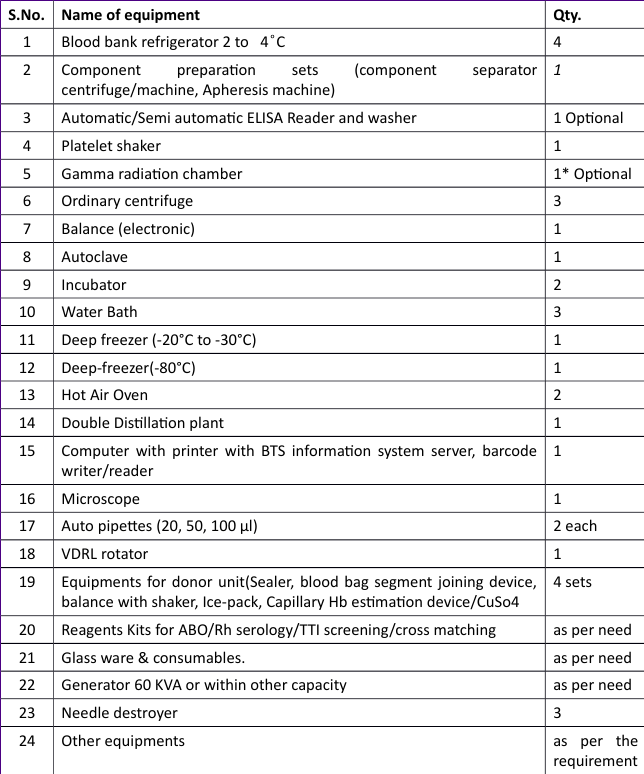 S.No. Name of equipment Qty.
1 Blood bank refrigerator 2 to 4˚C 4
2 Component preparation sets (component separator 1
centrifuge/machine, Apheresis machine)
3 Automatic/Semi automatic ELISA Reader and washer 1 Optional
4 Platelet shaker 1
5 Gamma radiation chamber 1* Optional
6 Ordinary centrifuge 3
7 Balance (electronic) 1
8 Autoclave 1
9 Incubator 2
10 Water Bath 3
11 Deep freezer (-20°C to -30°C) 1
12 Deep-freezer(-80°C) 1
13 Hot Air Oven 2
14 Double Distillation plant 1
15 Computer with printer with BTS information system server, barcode 1
writer/reader
16 Microscope 1
17 Auto pipettes (20, 50, 100 µl) 2 each
18 VDRL rotator 1
19 Equipments for donor unit(Sealer, blood bag segment joining device, 4 sets
balance with shaker, Ice-pack, Capillary Hb estimation device/CuSo4
20 Reagents Kits for ABO/Rh serology/TTI screening/cross matching as per need
21 Glass ware & consumables. as per need
22 Generator 60 KVA or within other capacity as per need
23 Needle destroyer 3
24 Other equipments as per the
requirement